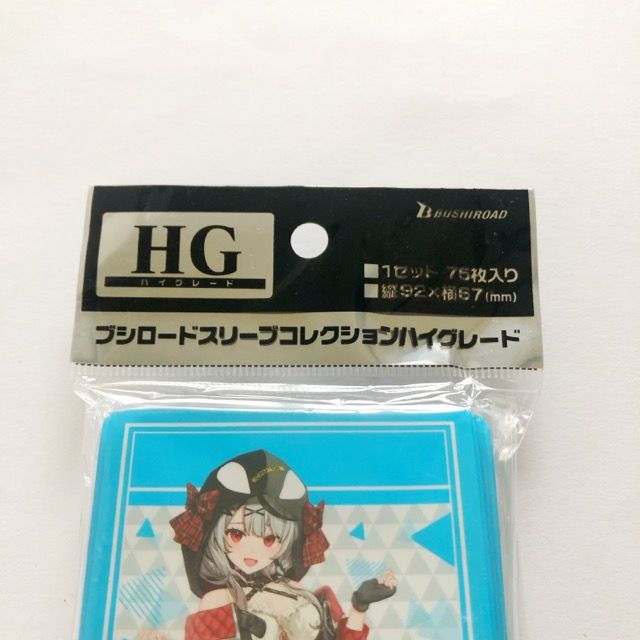 HG
ハイグレード
BUSHIROAD
1セット 75枚入り
縦92×横67(mm)
ブシロードスリーブコレクションハイグレード